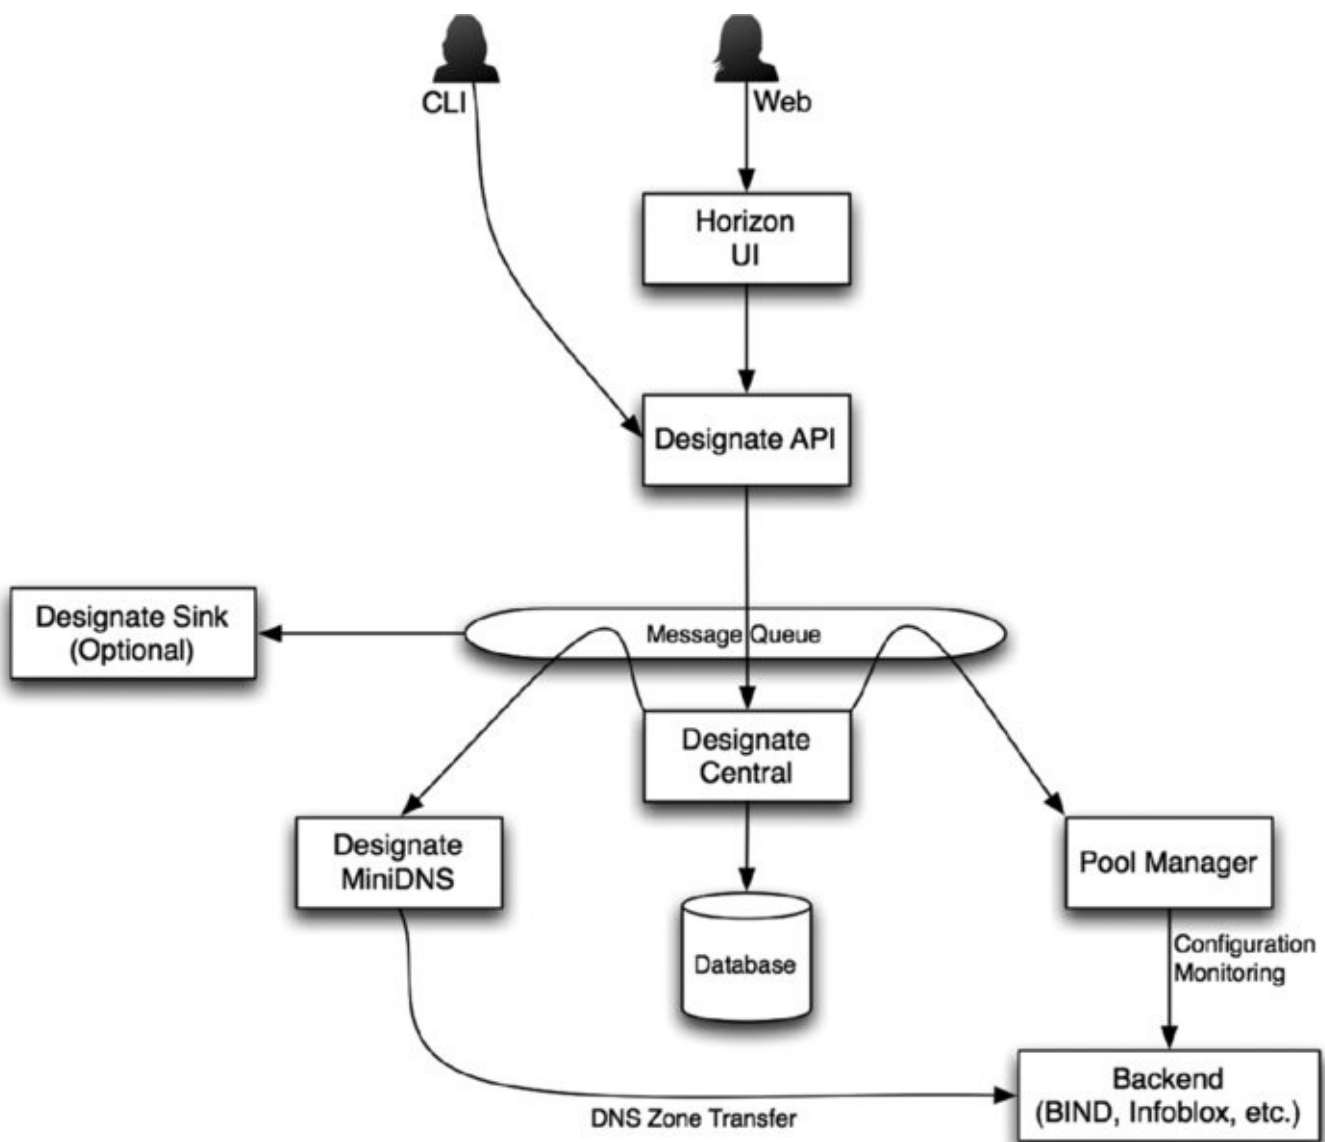 CLI
Web
Horizon
UI
Designate API
Designate Sink
(Optional)
Message Queue
Designate
Central
Designate
MiniDNS
Pool Manager
Database
Configuration
Monitoring
Backend
(BIND, Infoblox, etc.)
DNS Zone Transfer